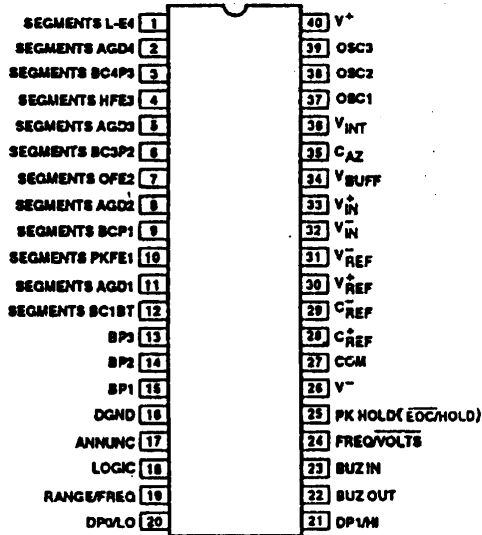 SEGMENTS L-E4 1
SEGMENTS AGD4 2
SEGMENTS BC4P3 3
SEGMENTS HFE3 4
SEGMENTS AGD3 5
SEGMENTS BC3P2 6
SEGMENTS OFE2 7
SEGMENTS AGD2 8
SEGMENTS BCP1 9
SEGMENTS PKFE1 10
SEGMENTS AGD1 11
SEGMENTS BC1BT 12
BP3 13
BP2 14
BP1 15
DGND 16
ANNUNC 17
LOGIC 18
RANGE/FREQ 19
DP0/LO 20
40 V+
39 OSC3
38 OSC2
37 OSC1
36 VINT
35 CAZ
34 VBUFF
33 V+IN
32 V-IN
31 V-REF
30 V+REF
29 C-REF
28 C+REF
27 COM
26 V-
25 PK HOLD(EOC/HOLD)
24 FREQ/VOLTS
23 BUZ IN
22 BUZ OUT
21 DP1/HI